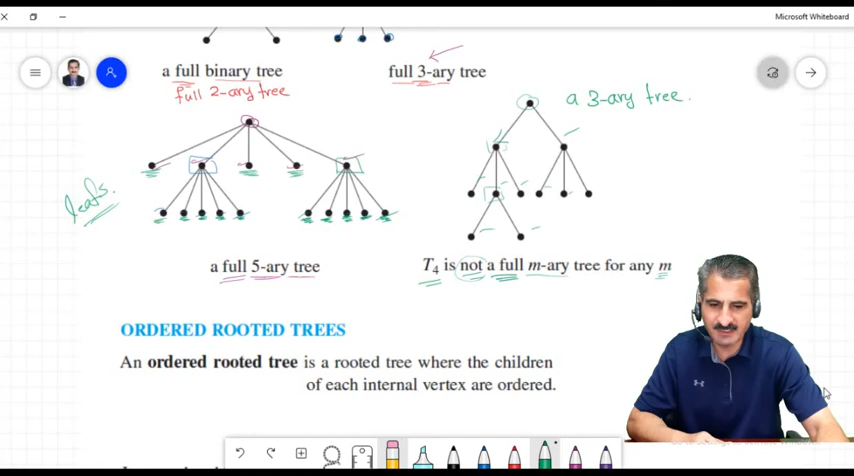 Microsoft Whiteboard
a full binary tree
full 3-ary tree
full 2-ary tree
a 3-ary tree.
leafs.
a full 5-ary tree
T4 is not a full m-ary tree for any m
ORDERED ROOTED TREES
An ordered rooted tree is a rooted tree where the children
of each internal vertex are ordered.